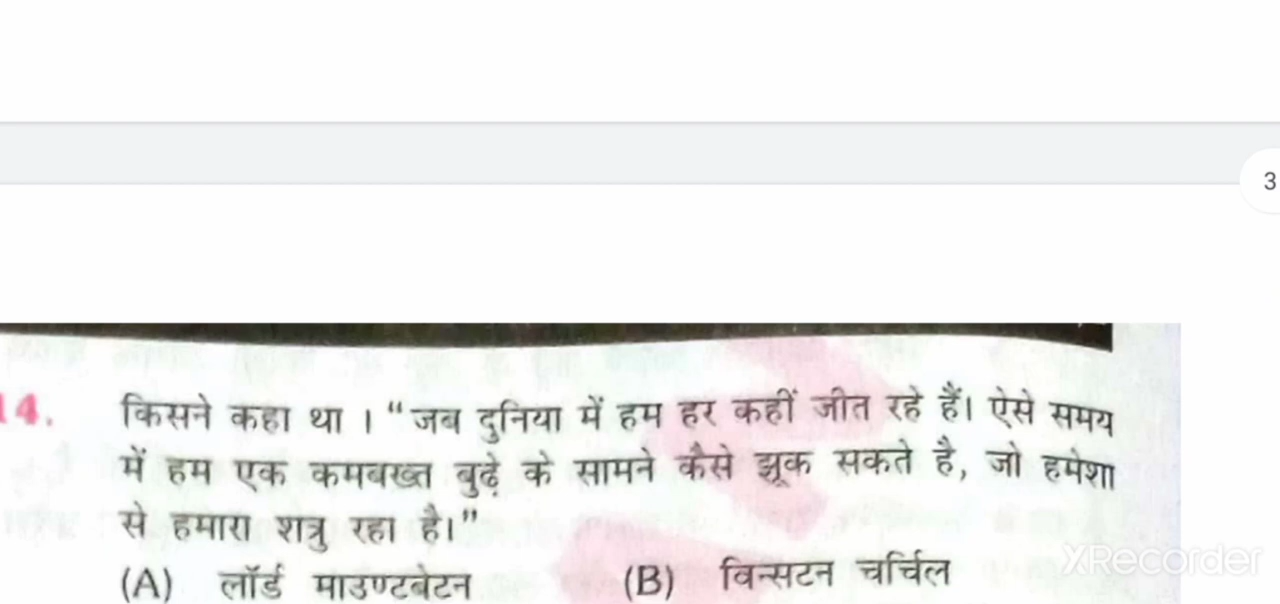 3
14. किसने कहा था । “जब दुनिया में हम हर कहीं जीत रहे हैं। ऐसे समय
में हम एक कमबख्त बुढ़े के सामने कैसे झूक सकते है, जो हमेशा
से हमारा शत्रु रहा है।”
(A) लॉर्ड माउण्टबेटन (B) विन्सटन चर्चिल
XRecorder